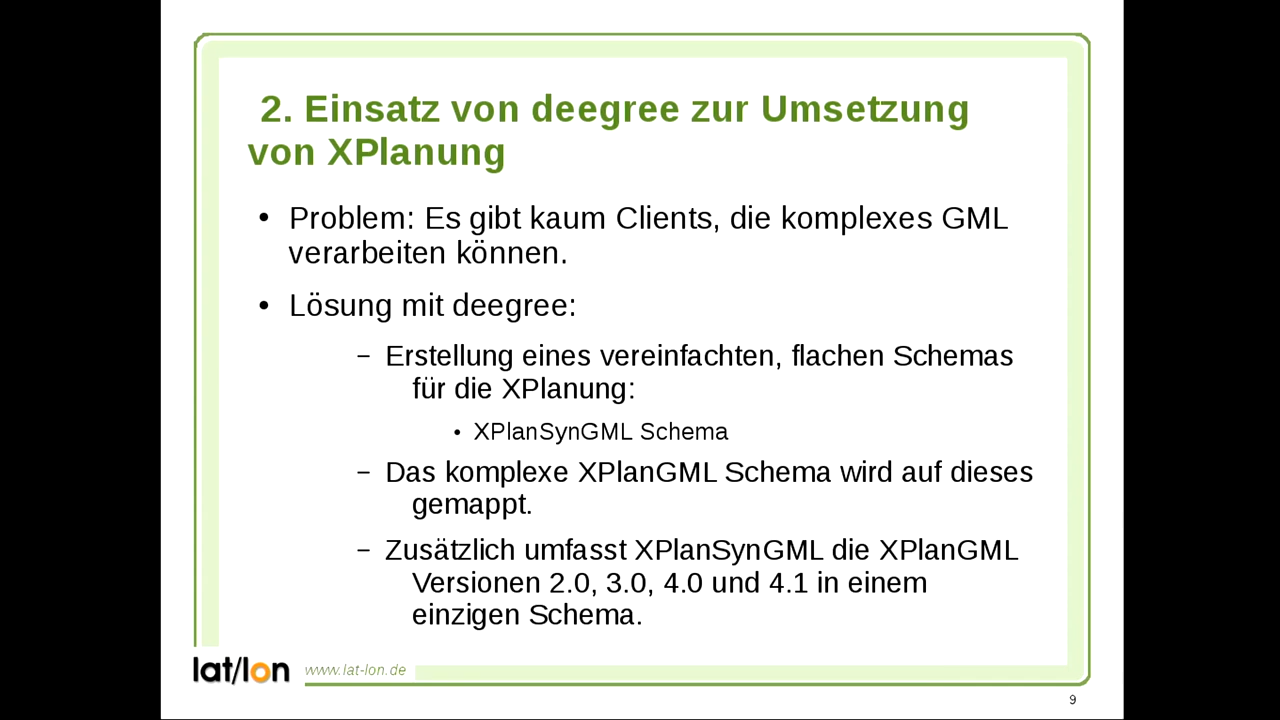 2. Einsatz von deegree zur Umsetzung
von XPlanung
• Problem: Es gibt kaum Clients, die komplexes GML
verarbeiten können.
• Lösung mit deegree:
– Erstellung eines vereinfachten, flachen Schemas
für die XPlanung:
• XPlanSynGML Schema
– Das komplexe XPlanGML Schema wird auf dieses
gemappt.
– Zusätzlich umfasst XPlanSynGML die XPlanGML
Versionen 2.0, 3.0, 4.0 und 4.1 in einem
einzigen Schema.
lat/lon www.lat-lon.de
9